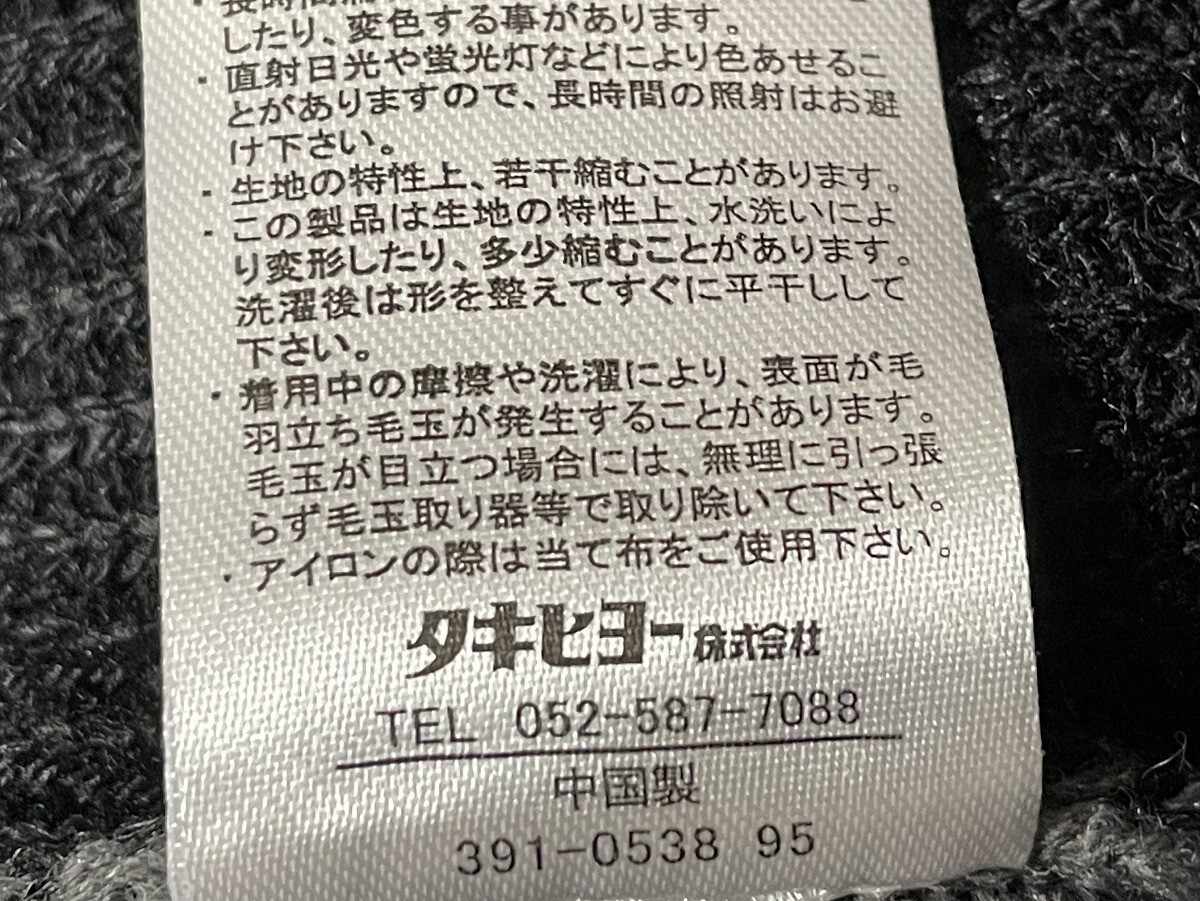 ・長時間
したり、変色する事があります。
・直射日光や蛍光灯などにより色あせるこ
とがありますので、長時間の照射はお避
け下さい。
・生地の特性上、若干縮むことがあります。
・この製品は生地の特性上、水洗いによ
り変形したり、多少縮むことがあります。
洗濯後は形を整えてすぐに平干しして
下さい。
・着用中の摩擦や洗濯により、表面が毛
羽立ち毛玉が発生することがあります。
毛玉が目立つ場合には、無理に引っ張
らず毛玉取り器等で取り除いて下さい。
・アイロンの際は当て布をご使用下さい。
タキヒヨー株式会社
TEL 052-587-7088
中国製
391-0538 95